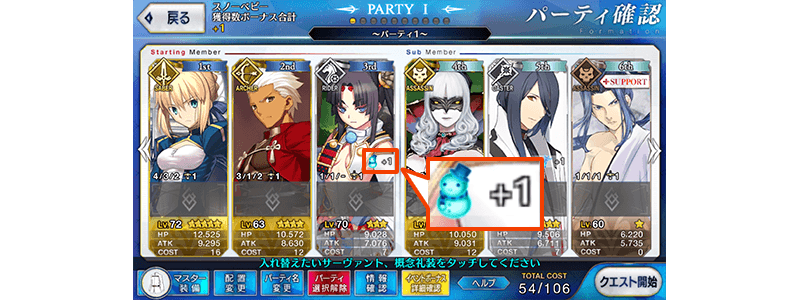 戻る
スノーベビー
獲得数ボーナス合計
+1
PARTY I
～パーティ1～
パーティ確認
Formation
Starting Member
Sub Member
1st
2nd
3rd
4th
5th
6th
SABER
ARCHER
RIDER
ASSASSIN
CASTER
ASSASSIN
+SUPPORT
4/3/2 +1
1/1/-
+1
+1
1/1/1
Lv.72
HP 12,525
ATK 9,295
COST 16
Lv.63
HP 10,572
ATK 8,630
COST 12
Lv.70
HP 9,028
ATK 7,076
HP 10,050
ATK 9,031
HP 9,506
ATK 6,711
Lv.60
HP 6,220
ATK 5,735
COST 0
入れ替えたいサーヴァント、概念礼装をタッチしてください
マスター装備
配置変更
パーティ名変更
パーティ選択解除
情報確認
イベントボーナス詳細確認
ヘルプ
TOTAL COST
54/106
クエスト開始